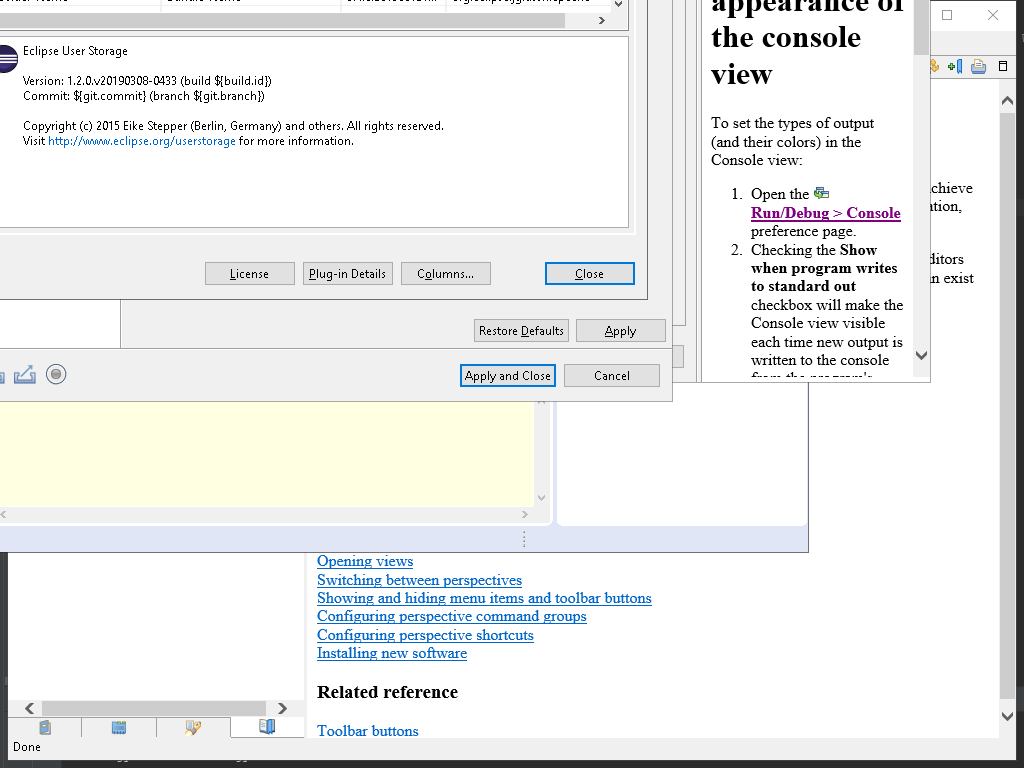 appearance of
the console
view
Eclipse User Storage
Version: 1.2.0.v20190308-0433 (build ${build.id})
Commit: ${git.commit} (branch ${git.branch})
Copyright (c) 2015 Eike Stepper (Berlin, Germany) and others. All rights reserved.
Visit http://www.eclipse.org/userstorage for more information.
License
Plug-in Details
Columns...
Close
Restore Defaults
Apply
Apply and Close
Cancel
To set the types of output
(and their colors) in the
Console view:
1. Open the
Run/Debug > Console
preference page.
2. Checking the Show
when program writes
to standard out
checkbox will make the
Console view visible
each time new output is
written to the console
from the program's
chieve
ation,
ditors
n exist
Opening views
Switching between perspectives
Showing and hiding menu items and toolbar buttons
Configuring perspective command groups
Configuring perspective shortcuts
Installing new software
Related reference
Toolbar buttons
Done